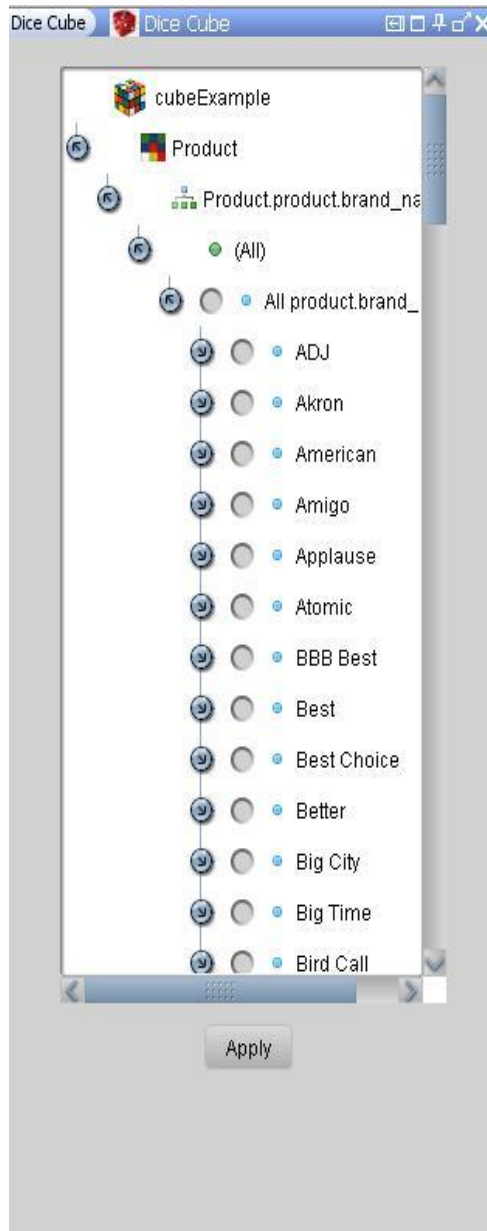 Dice Cube Dice Cube
cubeExample
Product
Product.product.brand_na
(All)
All product.brand_
ADJ
Akron
American
Amigo
Applause
Atomic
BBB Best
Best
Best Choice
Better
Big City
Big Time
Bird Call
Apply